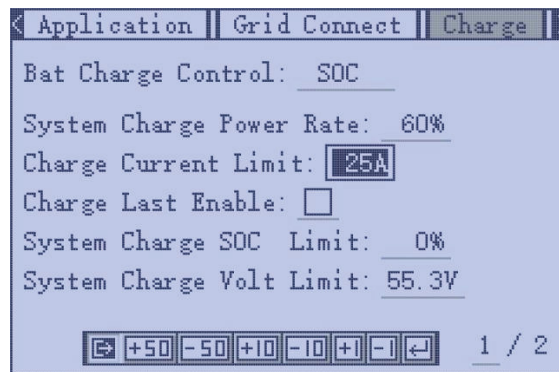 Application Grid Connect Charge
Bat Charge Control: SOC
System Charge Power Rate: 60%
Charge Current Limit: 25A
Charge Last Enable:
System Charge SOC Limit: 0%
System Charge Volt Limit: 55.3V
+50 -50 +10 -10 +1 -1 1 / 2